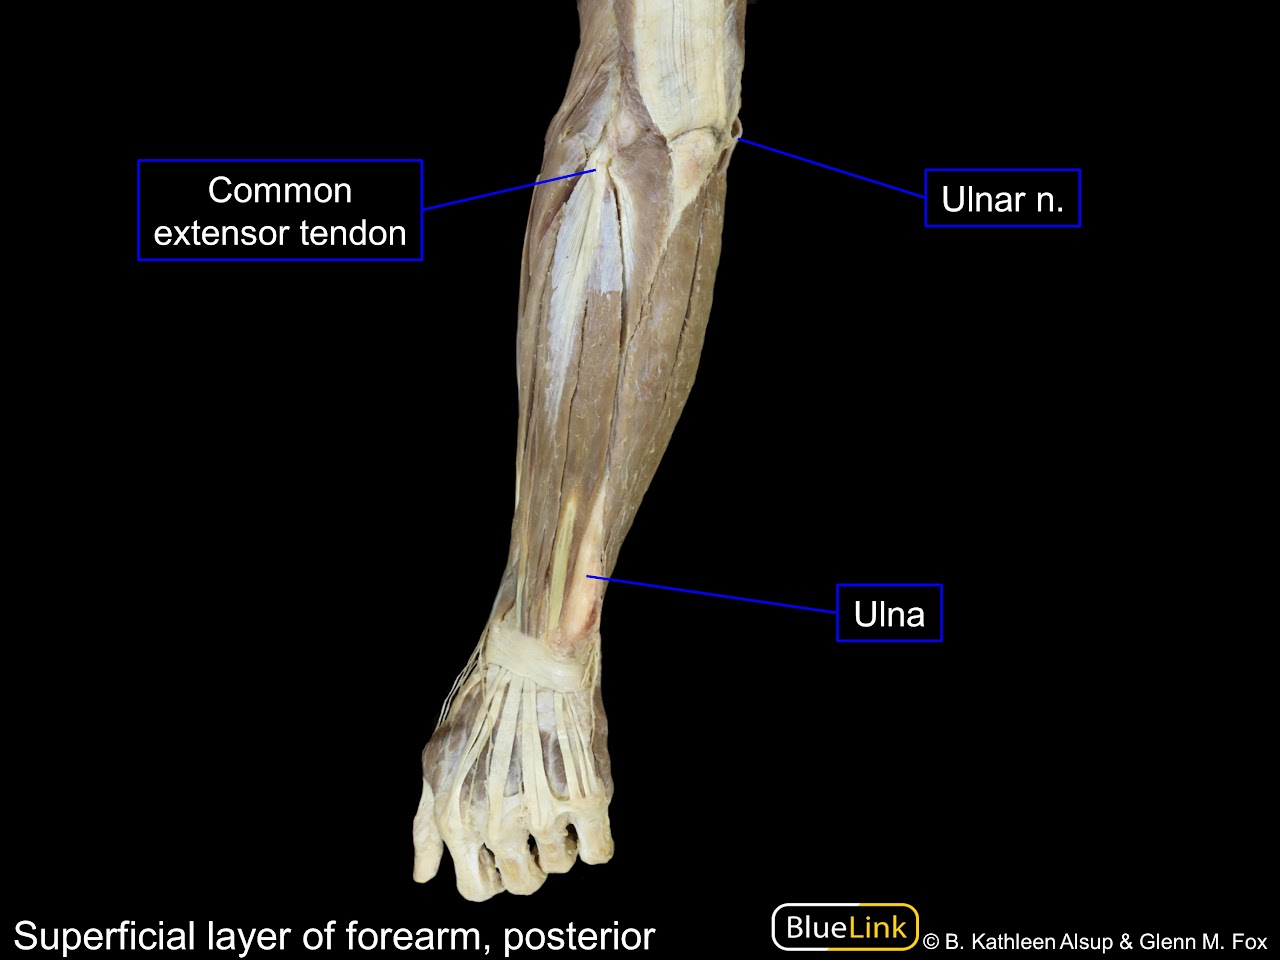 Common
extensor tendon
Ulnar n.
Ulna
Superficial layer of forearm, posterior
BlueLink
© B. Kathleen Alsup & Glenn M. Fox